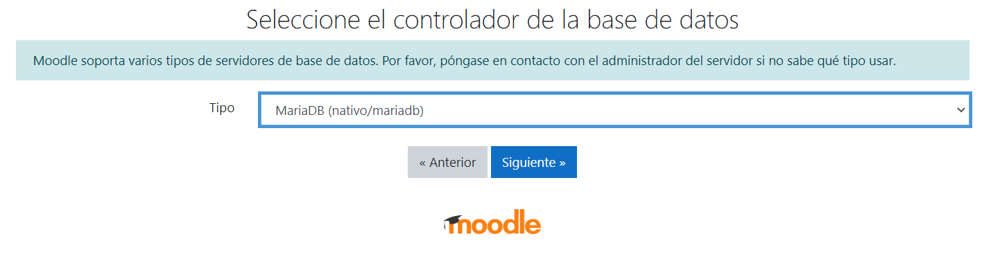 Seleccione el controlador de la base de datos
Moodle soporta varios tipos de servidores de base de datos. Por favor, póngase en contacto con el administrador del servidor si no sabe qué tipo usar.
Tipo
MariaDB (nativo/mariadb)
« Anterior
Siguiente »
moodle